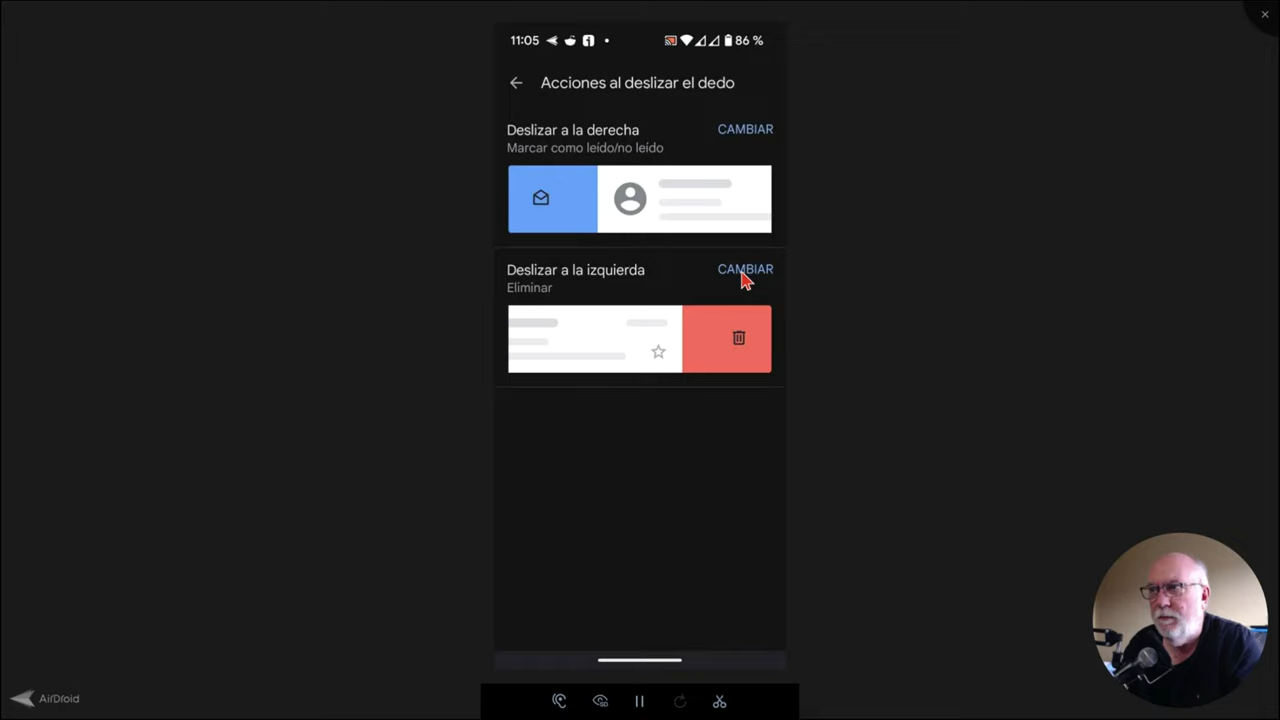 11:05
86 %
Acciones al deslizar el dedo
Deslizar a la derecha
CAMBIAR
Marcar como leído/no leído
Deslizar a la izquierda
CAMBIAR
Eliminar
AirDroid